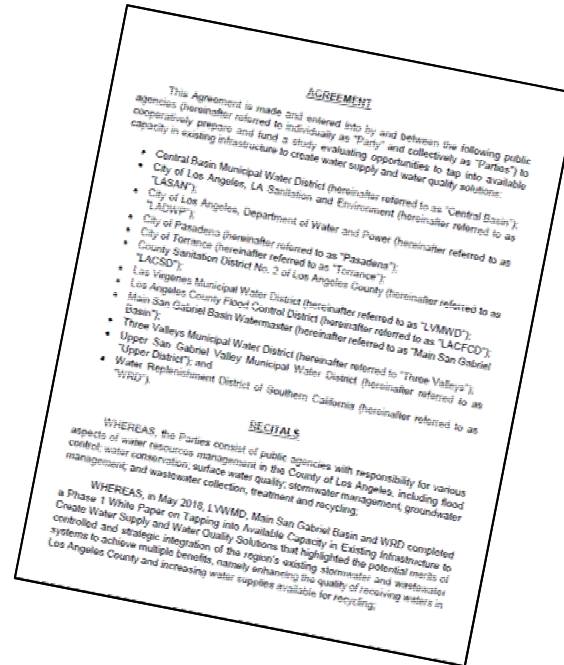 AGREEMENT
This Agreement is made and entered into by and between the following public
agencies (hereinafter referred to individually as "Party" and collectively as "Parties") to
cooperatively prepare and fund a study evaluating opportunities to tap into available
capacity in existing infrastructure to create water supply and water quality solutions:
• Central Basin Municipal Water District (hereinafter referred to as "Central Basin");
• City of Los Angeles, LA Sanitation and Environment (hereinafter referred to as
"LASAN");
• City of Los Angeles, Department of Water and Power (hereinafter referred to as
"LADWP");
• City of Pasadena (hereinafter referred to as "Pasadena");
• City of Torrance (hereinafter referred to as "Torrance");
• County Sanitation District No. 2 of Los Angeles County (hereinafter referred to as
"LACSD");
• Las Virgenes Municipal Water District (hereinafter referred to as "LVMWD");
• Los Angeles County Flood Control District (hereinafter referred to as "LACFCD");
• Main San Gabriel Basin Watermaster (hereinafter referred to as "Main San Gabriel
Basin");
• Three Valleys Municipal Water District (hereinafter referred to "Three Valleys");
• Upper San Gabriel Valley Municipal Water District (hereinafter referred to as
"Upper District"); and
• Water Replenishment District of Southern California (hereinafter referred to as
"WRD").
RECITALS
WHEREAS, the Parties consist of public agencies with responsibility for various
aspects of water resources management in the County of Los Angeles, including flood
control; water conservation; surface water quality; stormwater management; groundwater
management; and wastewater collection, treatment and recycling;
WHEREAS, in May 2018, LVWMD, Main San Gabriel Basin and WRD completed
a Phase 1 White Paper on Tapping into Available Capacity in Existing Infrastructure to
Create Water Supply and Water Quality Solutions that highlighted the potential merits of
controlled and strategic integration of the region's existing stormwater and wastewater
systems to achieve multiple benefits, namely enhancing the quality of receiving waters in
Los Angeles County and increasing water supplies available for recycling;